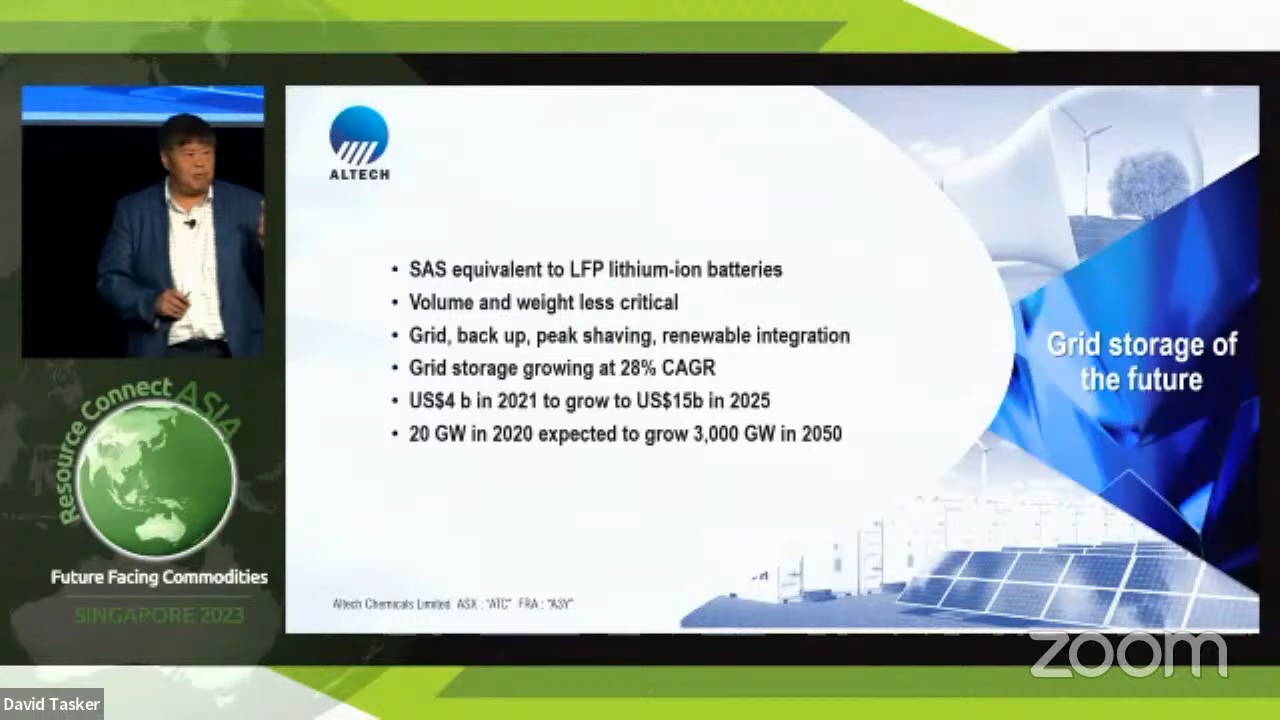 ALTECH
• SAS equivalent to LFP lithium-ion batteries
• Volume and weight less critical
• Grid, back up, peak shaving, renewable integration
• Grid storage growing at 28% CAGR
• US$4 b in 2021 to grow to US$15b in 2025
• 20 GW in 2020 expected to grow 3,000 GW in 2050
Grid storage of
the future
Altech Chemicals Limited ASX : "ATC" FRA : "A3Y"
Resource Connect ASIA
Future Facing Commodities
SINGAPORE 2023
zoom
David Tasker